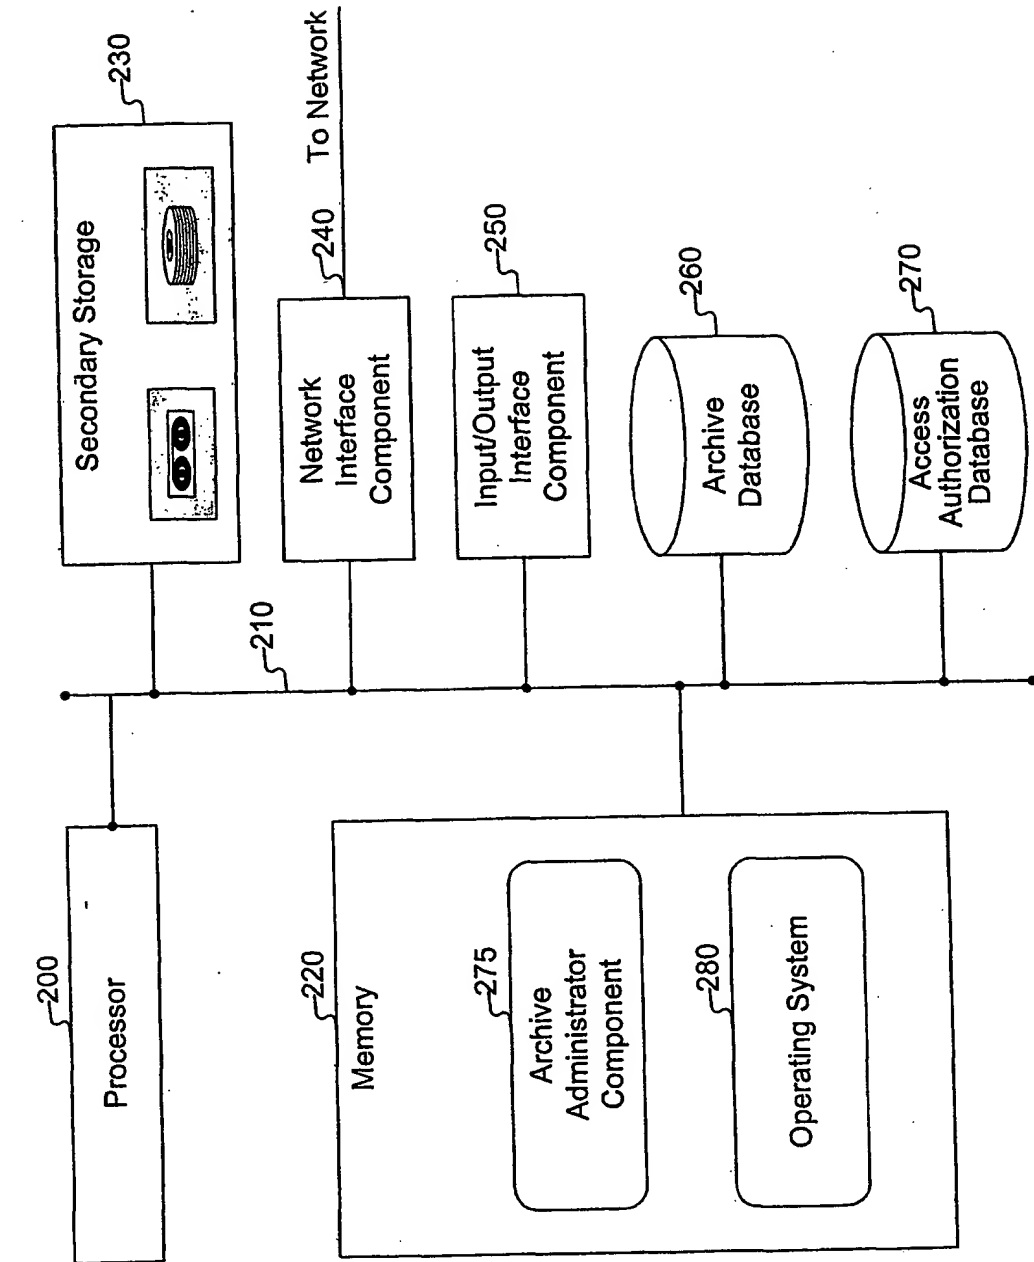 200
Processor
220
Memory
275
Archive
Administrator
Component
280
Operating System
210
230
Secondary Storage
To Network
240
Network
Interface
Component
250
Input/Output
Interface
Component
260
Archive
Database
270
Access
Authorization
Database